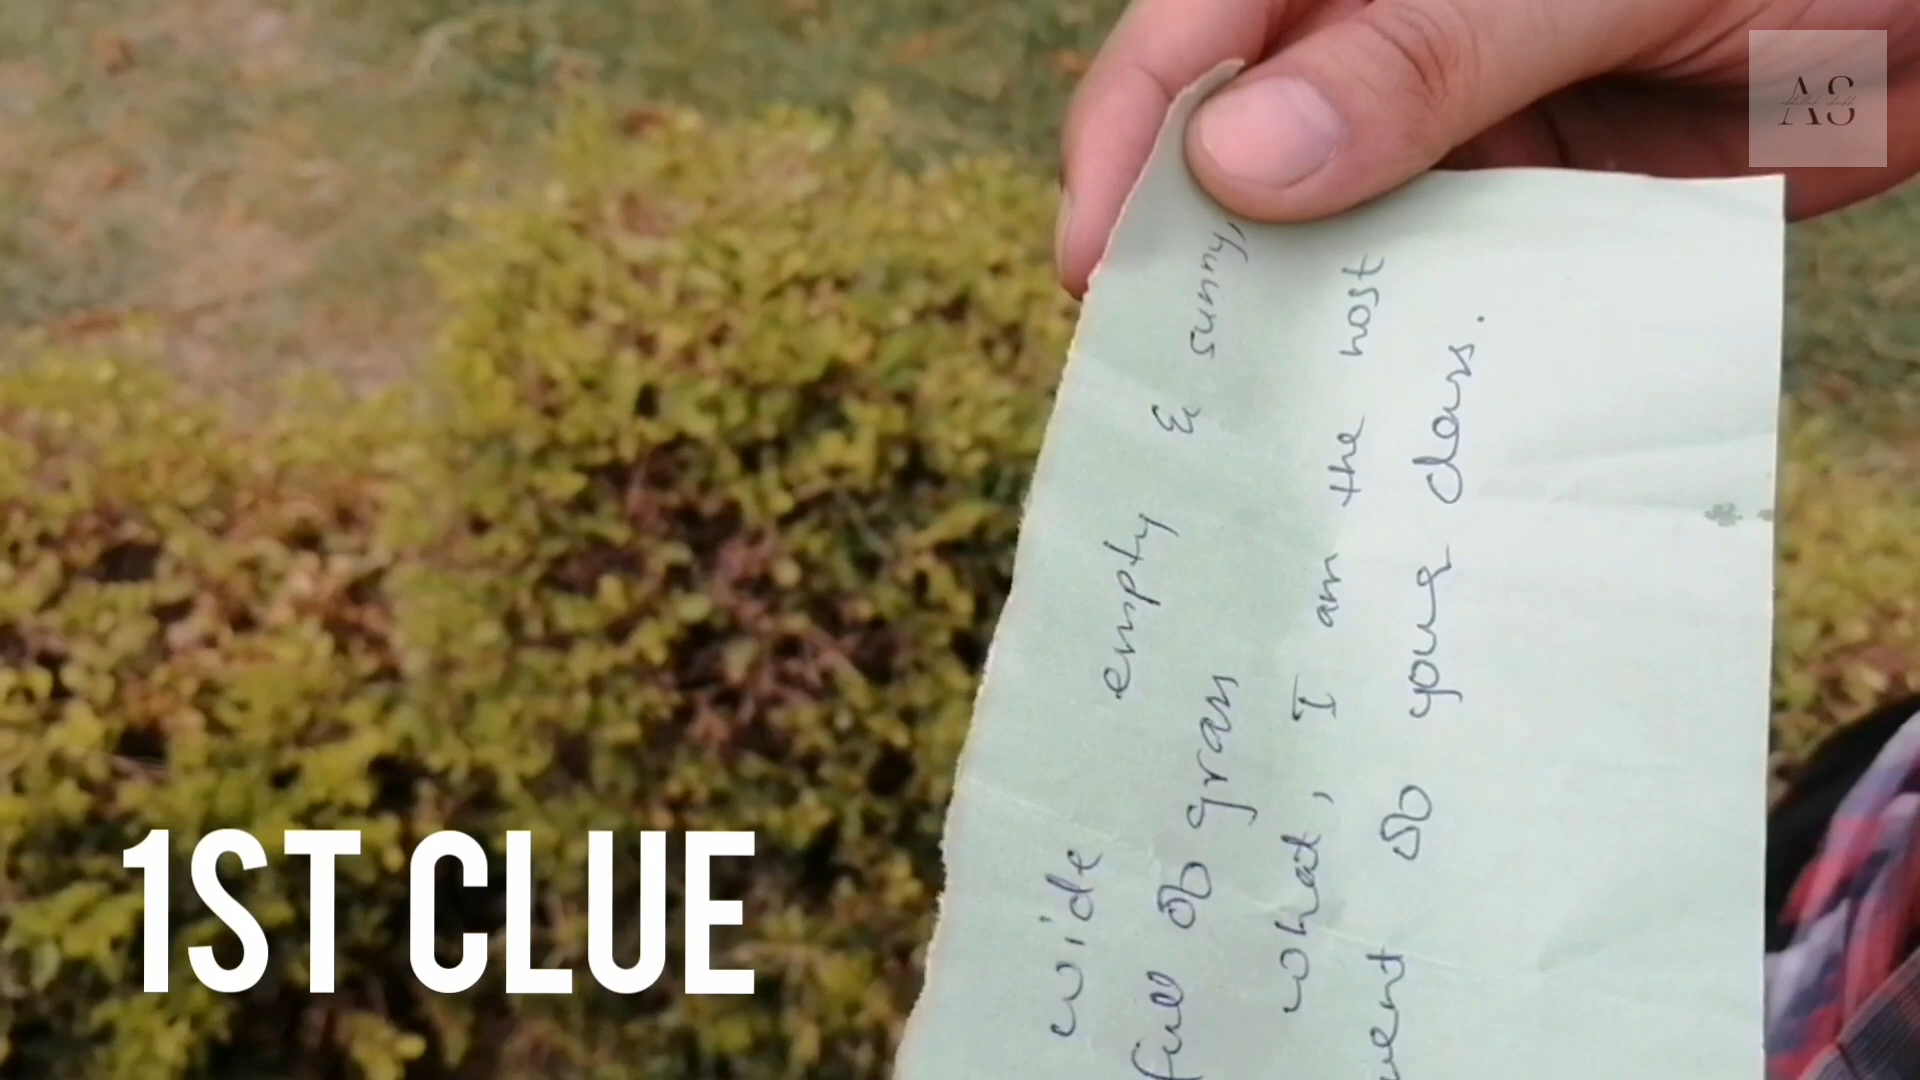 AS
wide empty & sunny,
full of grass
what, I am the host
of your class.
1ST CLUE